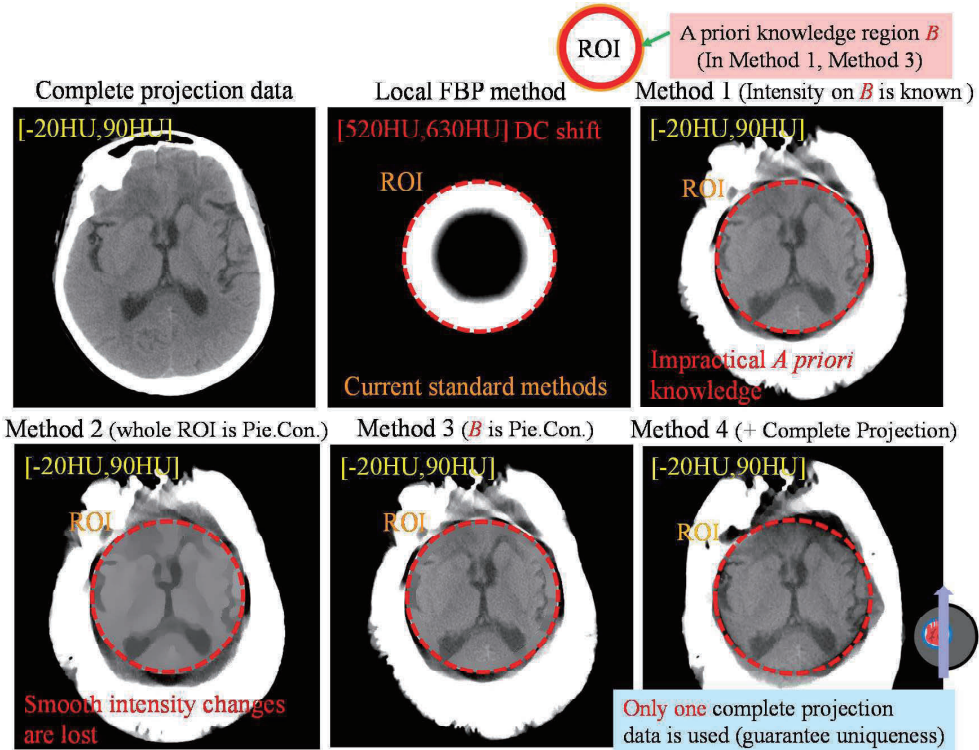 ROI
A priori knowledge region B
(In Method 1, Method 3)
Complete projection data
Local FBP method
Method 1 (Intensity on B is known)
[-20HU,90HU]
[520HU,630HU] DC shift
[-20HU,90HU]
ROI
ROI
Current standard methods
Impractical A priori
knowledge
Method 2 (whole ROI is Pie.Con.)
Method 3 (B is Pie.Con.)
Method 4 (+ Complete Projection)
[-20HU,90HU]
[-20HU,90HU]
[-20HU,90HU]
ROI
ROI
ROI
Smooth intensity changes
are lost
Only one complete projection
data is used (guarantee uniqueness)